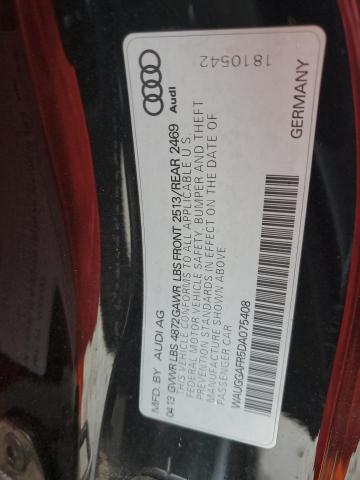 MFD. BY AUDI AG
04 13 GVWR LBS 4872 GAWR LBS FRONT 2513/REAR 2469
THIS VEHICLE CONFORMS TO ALL APPLICABLE U S
FEDERAL MOTOR VEHICLE SAFETY, BUMPER AND THEFT
PREVENTION STANDARDS IN EFFECT ON THE DATE OF
MANUFACTURE SHOWN ABOVE
PASSENGER CAR
WAUGGAFR5DA075408
Audi
GERMANY
1810542